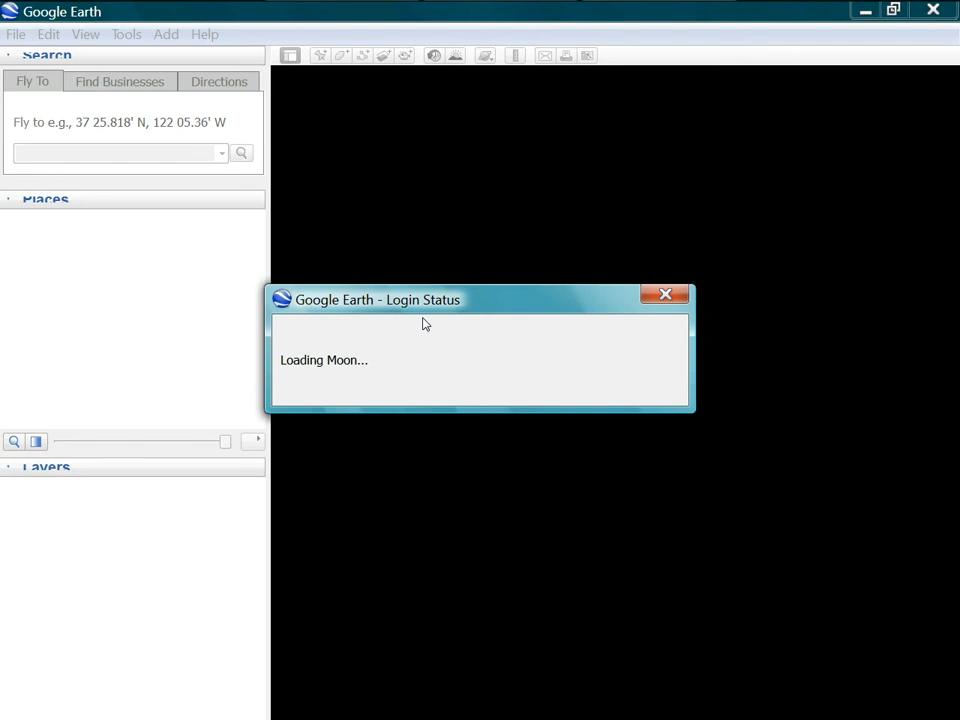 Google Earth
File Edit View Tools Add Help
Search
Fly To Find Businesses Directions
Fly to e.g., 37 25.818' N, 122 05.36' W
Places
Google Earth - Login Status
Loading Moon...
Layers